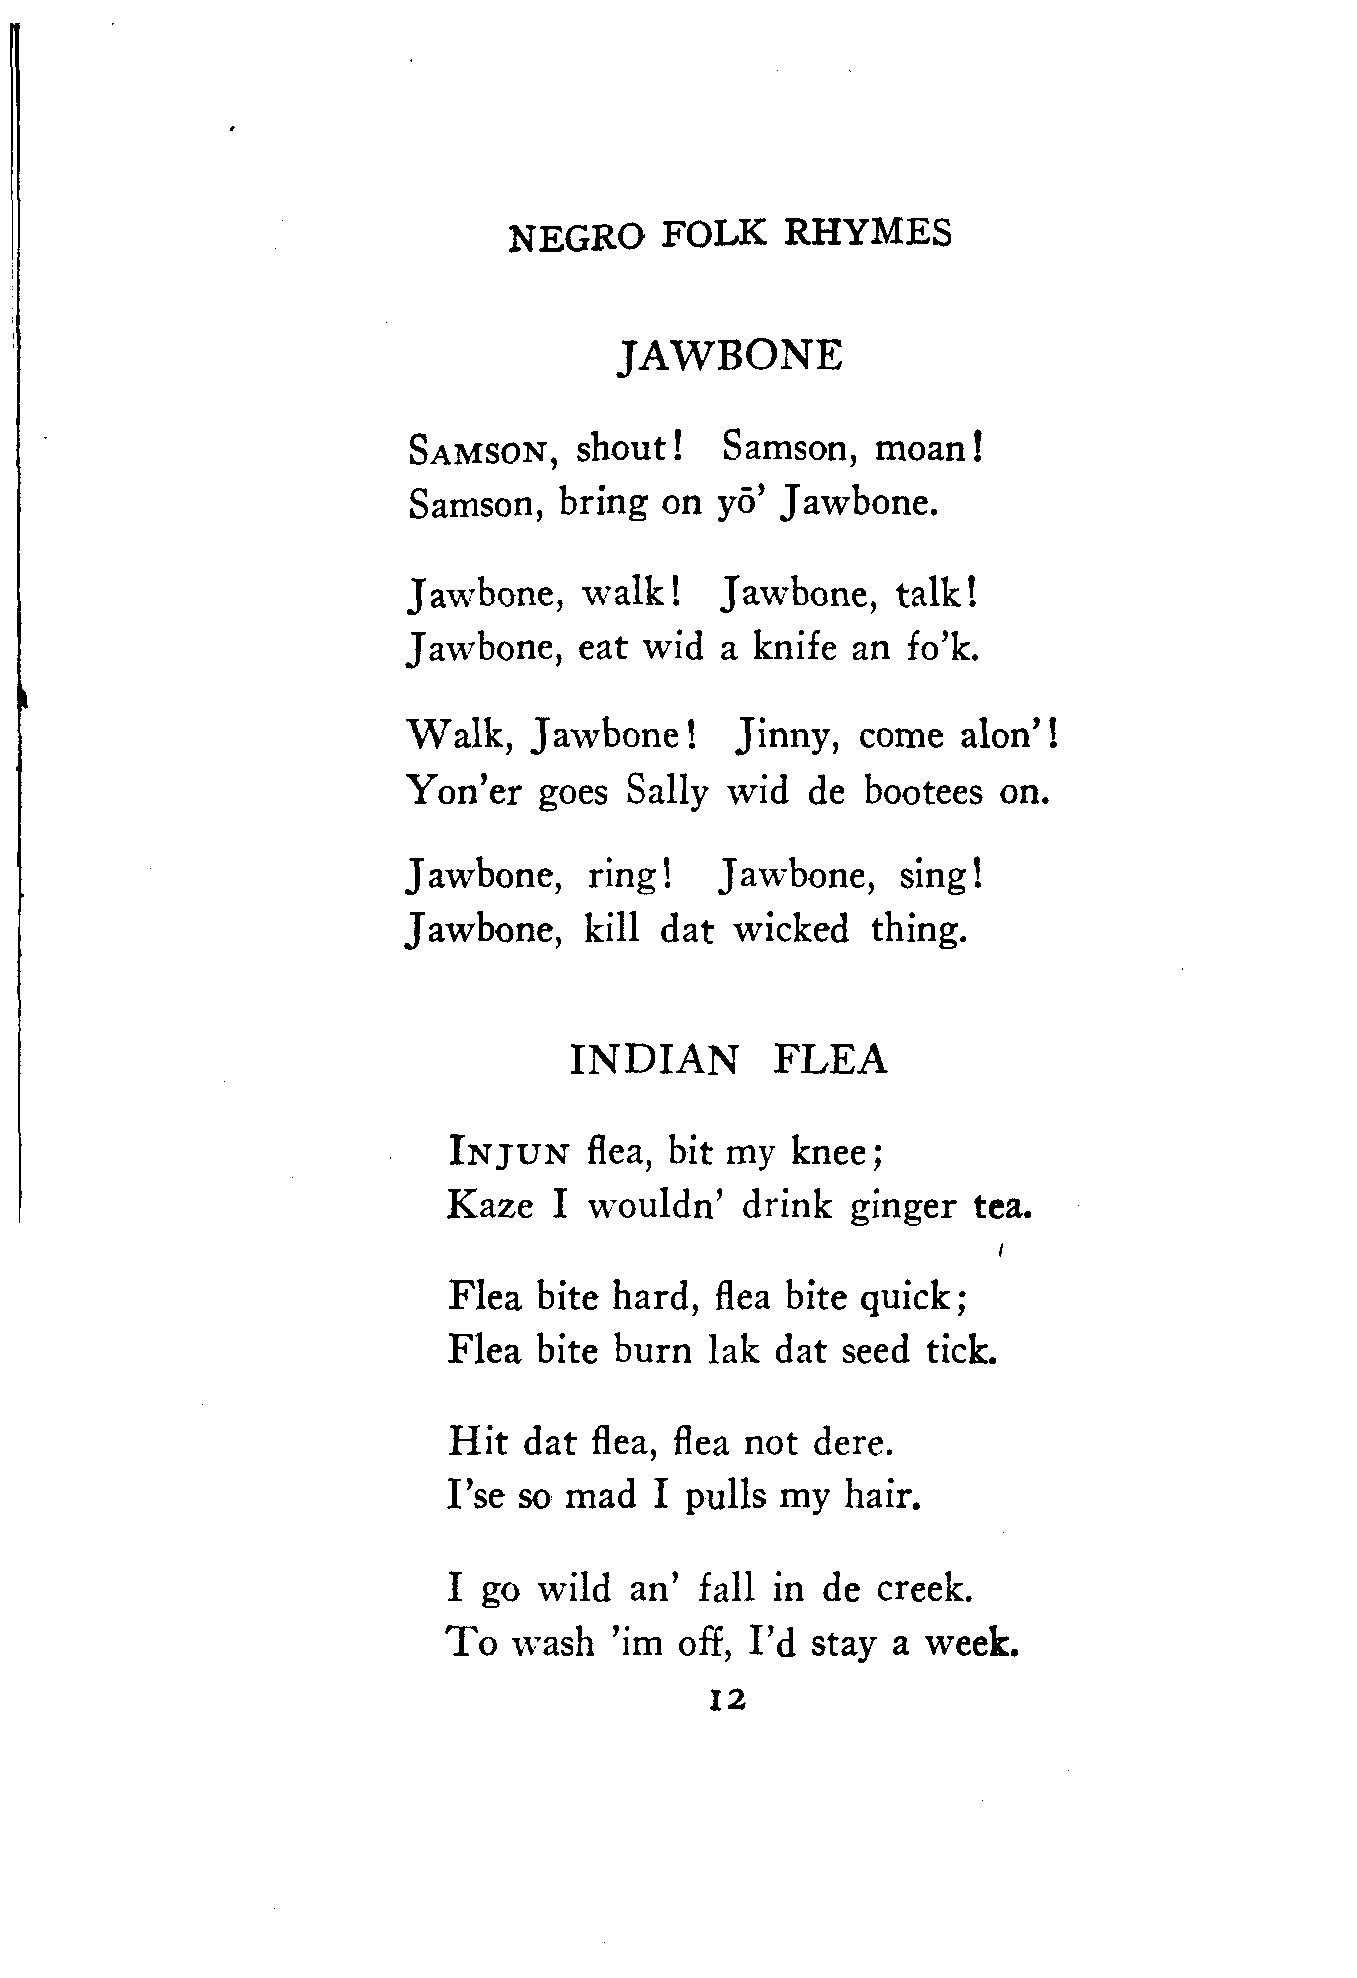 NEGRO FOLK RHYMES
JAWBONE
SAMSON, shout! Samson, moan!
Samson, bring on yō' Jawbone.
Jawbone, walk! Jawbone, talk!
Jawbone, eat wid a knife an fo'k.
Walk, Jawbone! Jinny, come alon'!
Yon'er goes Sally wid de bootees on.
Jawbone, ring! Jawbone, sing!
Jawbone, kill dat wicked thing.
INDIAN FLEA
INJUN flea, bit my knee;
Kaze I wouldn' drink ginger tea.
Flea bite hard, flea bite quick;
Flea bite burn lak dat seed tick.
Hit dat flea, flea not dere.
I'se so mad I pulls my hair.
I go wild an' fall in de creek.
To wash 'im off, I'd stay a week.
12